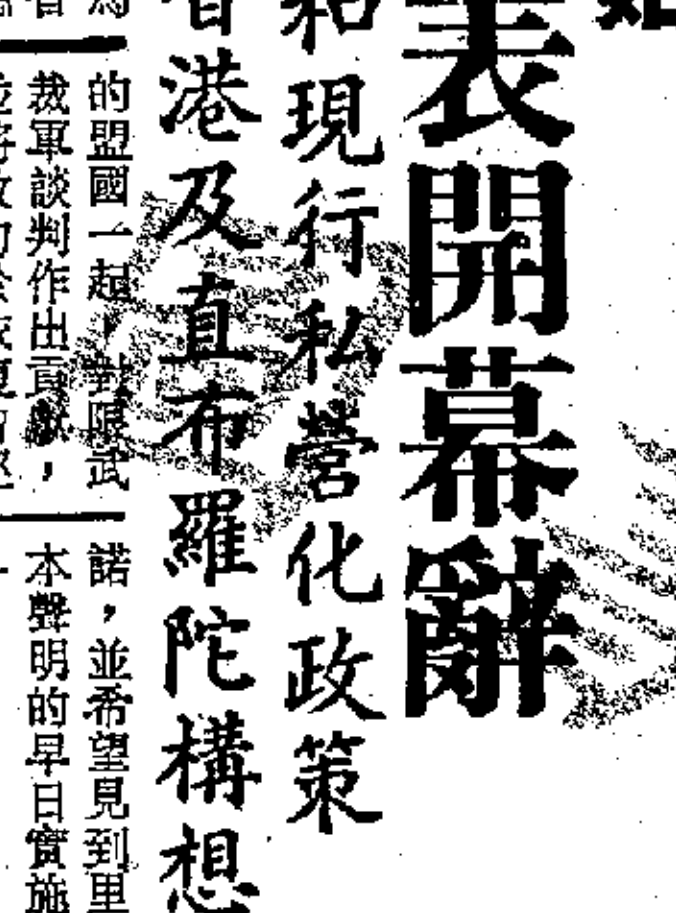 表開幕辭
和現行私營化政策
香港及直布羅陀構想
的盟國一起，對限武
裁軍談判作出貢獻，
諾，並希望見到里
本聲明的早日實施